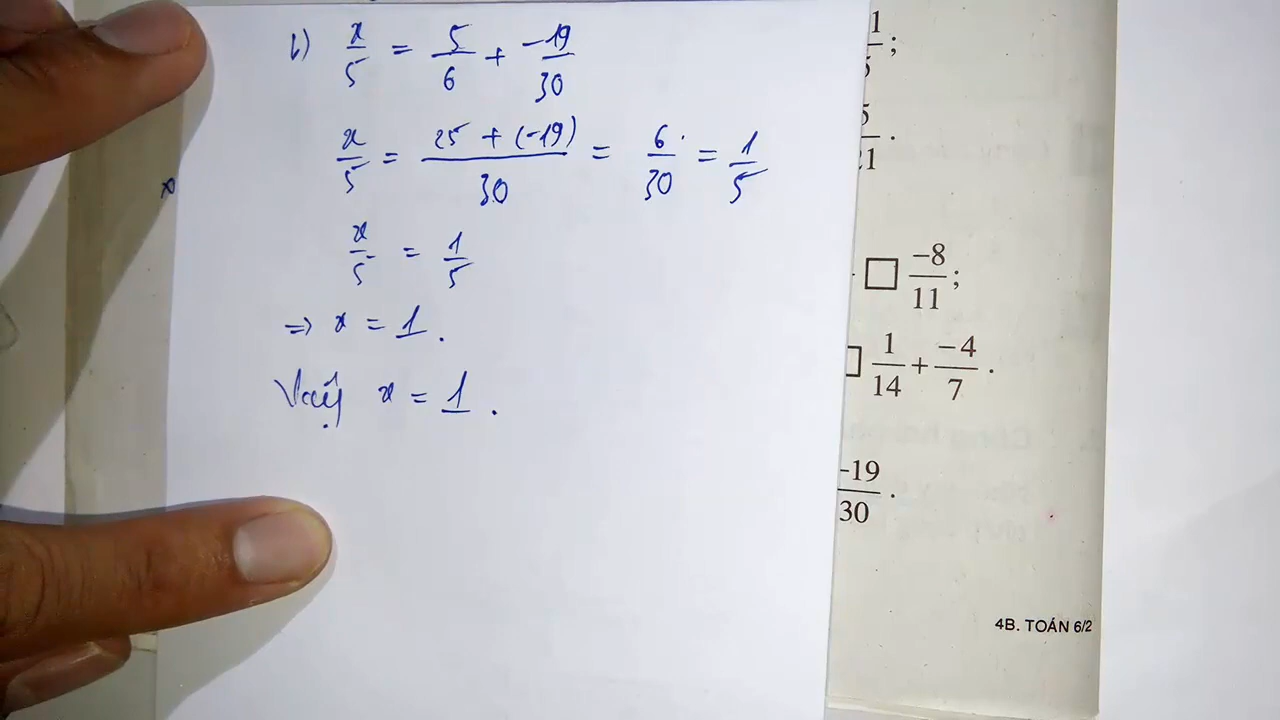 b) x/5 = 5/6 + -19/30
x/5 = 25 + (-19)/30 = 6/30 = 1/5
x/5 = 1/5
=> x = 1.
Vậy x = 1.
1/5;
5/21.
□ -8/11;
□ 1/14 + -4/7.
-19/30.
4B. TOÁN 6/2